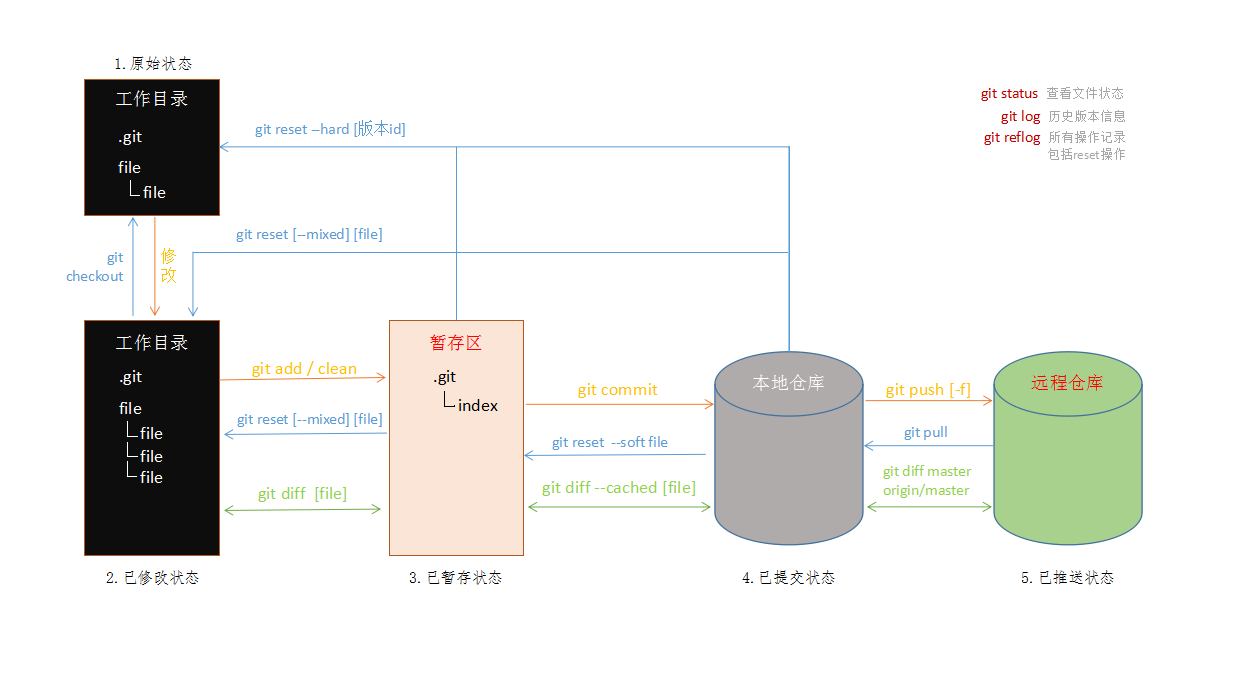 1.原始状态
工作目录
.git
file
file
git reset --hard [版本id]
git status 查看文件状态
git log 历史版本信息
git reflog 所有操作记录
包括reset操作
git reset [--mixed] [file]
git
checkout
修
改
工作目录
.git
file
file
file
file
2.已修改状态
git add / clean
git reset [--mixed] [file]
git diff [file]
暂存区
.git
index
3.已暂存状态
git commit
git reset --soft file
git diff --cached [file]
本地仓库
4.已提交状态
git push [-f]
git pull
git diff master
origin/master
远程仓库
5.已推送状态